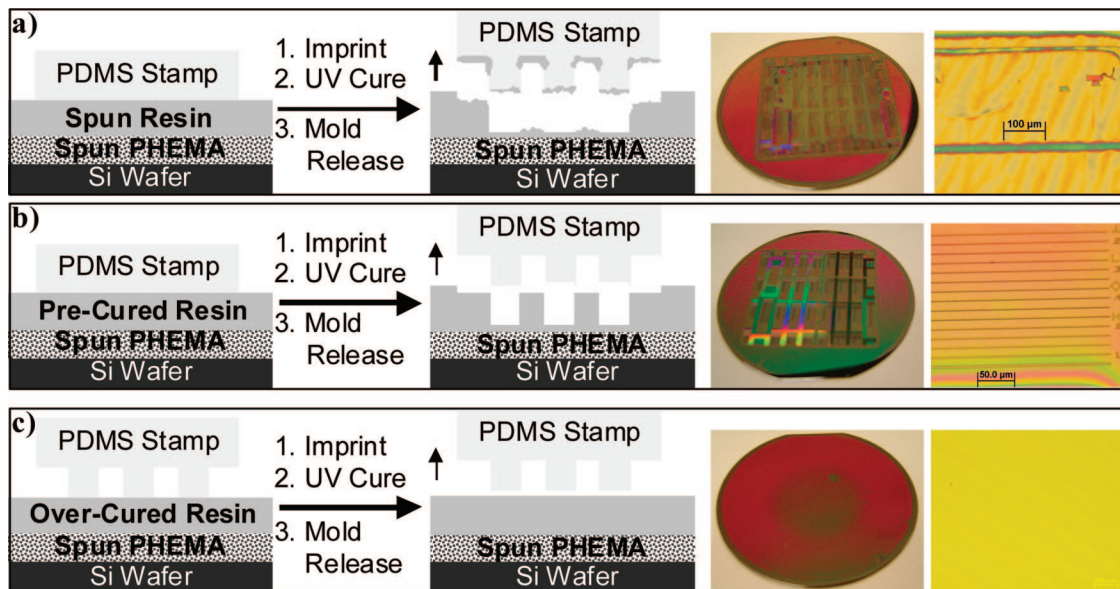 a)
PDMS Stamp
Spun Resin
Spun PHEMA
Si Wafer
1. Imprint
2. UV Cure
3. Mold
Release
PDMS Stamp
Spun PHEMA
Si Wafer
100 µm
b)
PDMS Stamp
Pre-Cured Resin
Spun PHEMA
Si Wafer
1. Imprint
2. UV Cure
3. Mold
Release
PDMS Stamp
Spun PHEMA
Si Wafer
50.0 µm
c)
PDMS Stamp
Over-Cured Resin
Spun PHEMA
Si Wafer
1. Imprint
2. UV Cure
3. Mold
Release
PDMS Stamp
Spun PHEMA
Si Wafer